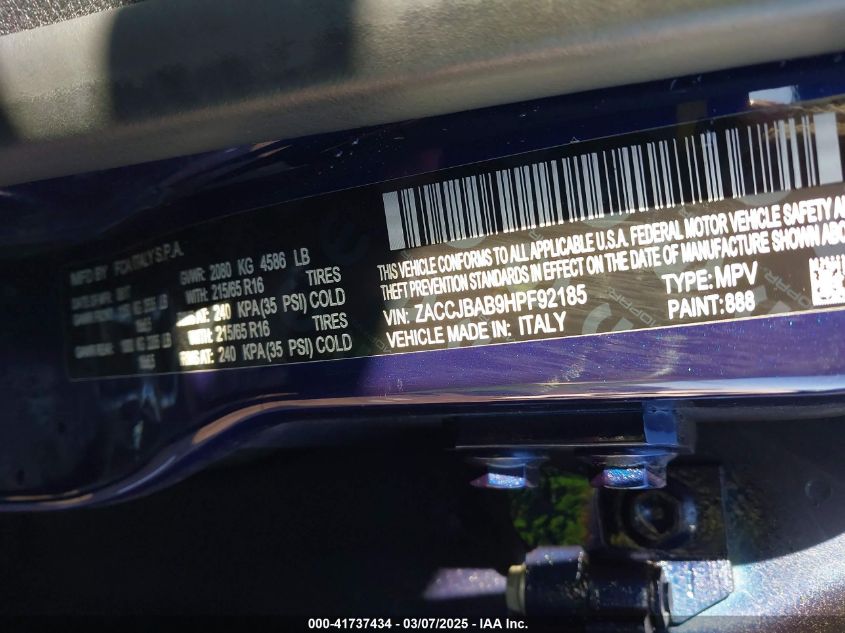 MFD BY FCA ITALY S.P.A.
GVWR: 2080 KG 4586 LB
WITH: 215/65 R16 TIRES
AT: 240 KPA(35 PSI) COLD
WITH: 215/65 R16 TIRES
AT: 240 KPA(35 PSI) COLD
THIS VEHICLE CONFORMS TO ALL APPLICABLE U.S.A. FEDERAL MOTOR VEHICLE SAFETY
THEFT PREVENTION STANDARDS IN EFFECT ON THE DATE OF MANUFACTURE SHOWN
VIN: ZACCJBAB9HPF92185 TYPE: MPV
VEHICLE MADE IN: ITALY PAINT:888
000-41737434 - 03/07/2025 - IAA Inc.